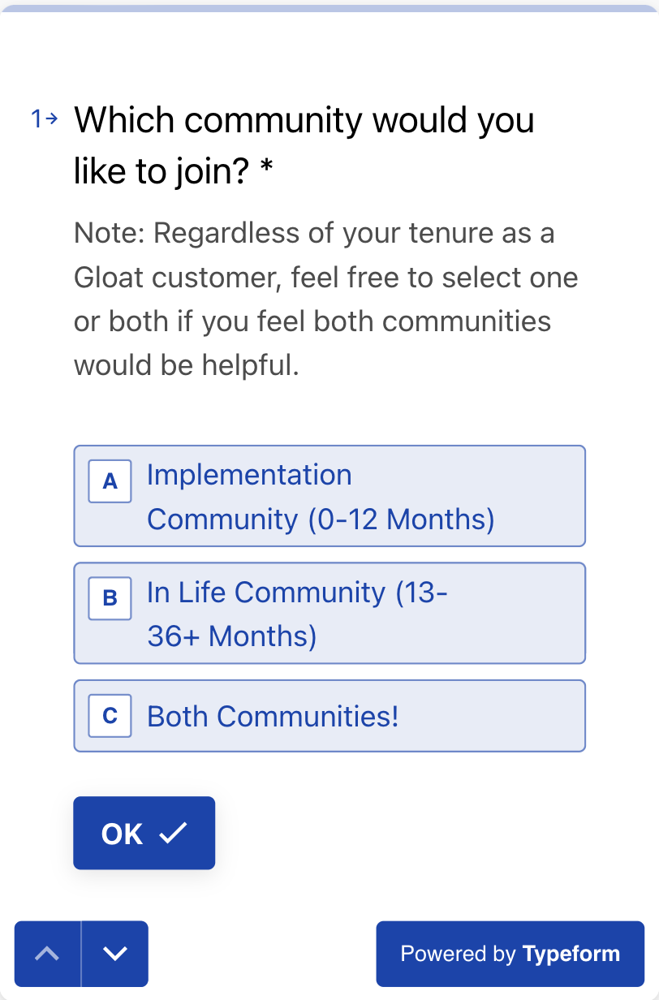 1→ Which community would you
like to join? *
Note: Regardless of your tenure as a
Gloat customer, feel free to select one
or both if you feel both communities
would be helpful.
A Implementation
Community (0-12 Months)
B In Life Community (13-
36+ Months)
C Both Communities!
OK ✓
Powered by Typeform